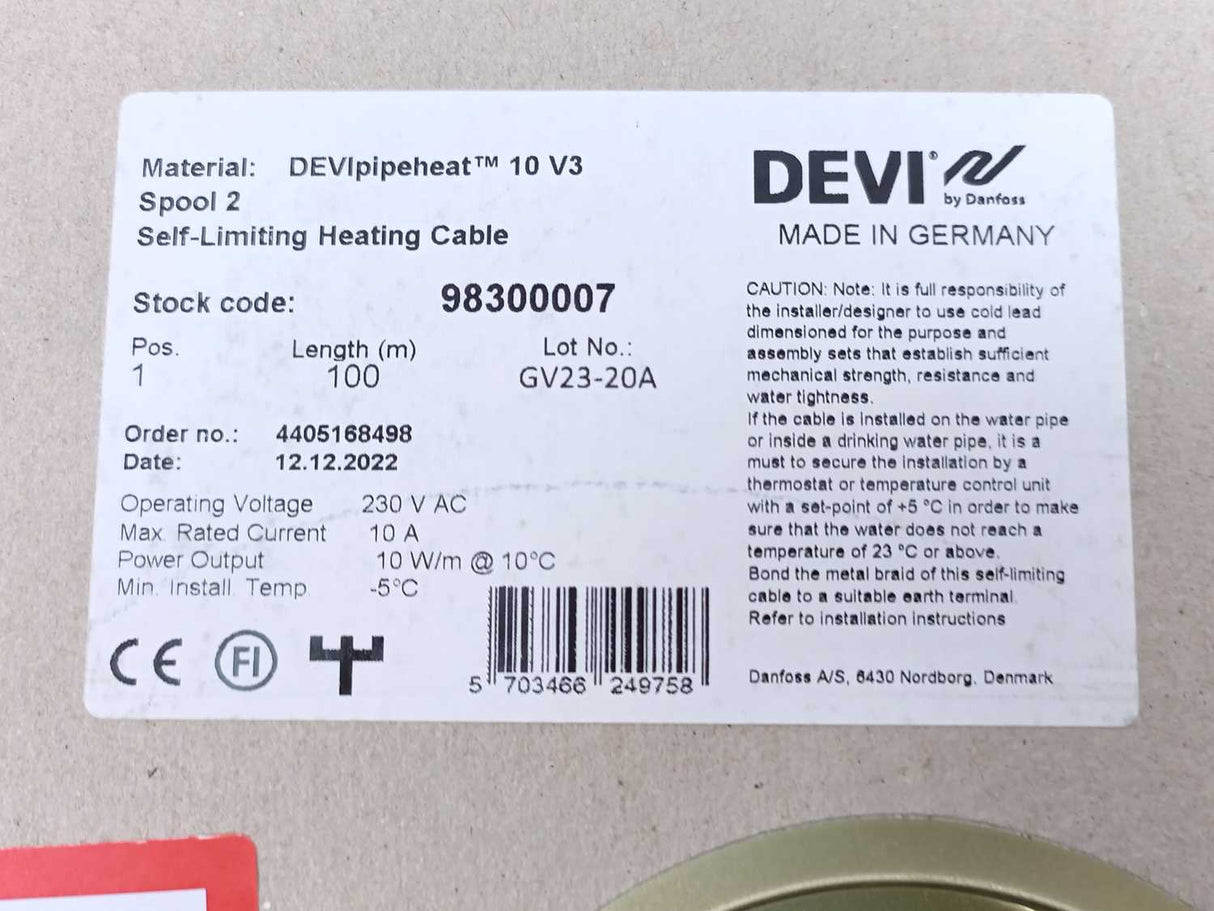 Material: DEVIpipeheat™ 10 V3
Spool 2
Self-Limiting Heating Cable
Stock code: 98300007
Pos. Length (m) Lot No.:
1 100 GV23-20A
Order no.: 4405168498
Date: 12.12.2022
Operating Voltage 230 V AC
Max. Rated Current 10 A
Power Output 10 W/m @ 10°C
Min. Install. Temp. -5°C
CE FI
5 703466 249758
DEVI®
by Danfoss
MADE IN GERMANY
CAUTION: Note: It is full responsibility of
the installer/designer to use cold lead
dimensioned for the purpose and
assembly sets that establish sufficient
mechanical strength, resistance and
water tightness.
If the cable is installed on the water pipe
or inside a drinking water pipe, it is a
must to secure the installation by a
thermostat or temperature control unit
with a set-point of +5 °C in order to make
sure that the water does not reach a
temperature of 23 °C or above.
Bond the metal braid of this self-limiting
cable to a suitable earth terminal.
Refer to installation instructions
Danfoss A/S, 6430 Nordborg, Denmark